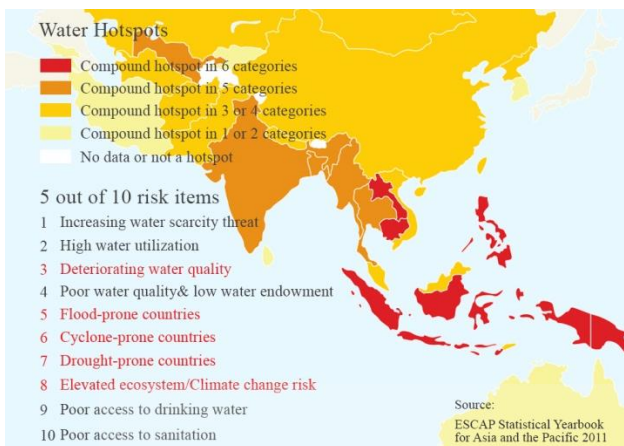 Water Hotspots
Compound hotspot in 6 categories
Compound hotspot in 5 categories
Compound hotspot in 3 or 4 categories
Compound hotspot in 1 or 2 categories
No data or not a hotspot
5 out of 10 risk items
1 Increasing water scarcity threat
2 High water utilization
3 Deteriorating water quality
4 Poor water quality& low water endowment
5 Flood-prone countries
6 Cyclone-prone countries
7 Drought-prone countries
8 Elevated ecosystem/Climate change risk
9 Poor access to drinking water
10 Poor access to sanitation
Source:
ESCAP Statistical Yearbook
for Asia and the Pacific 2011